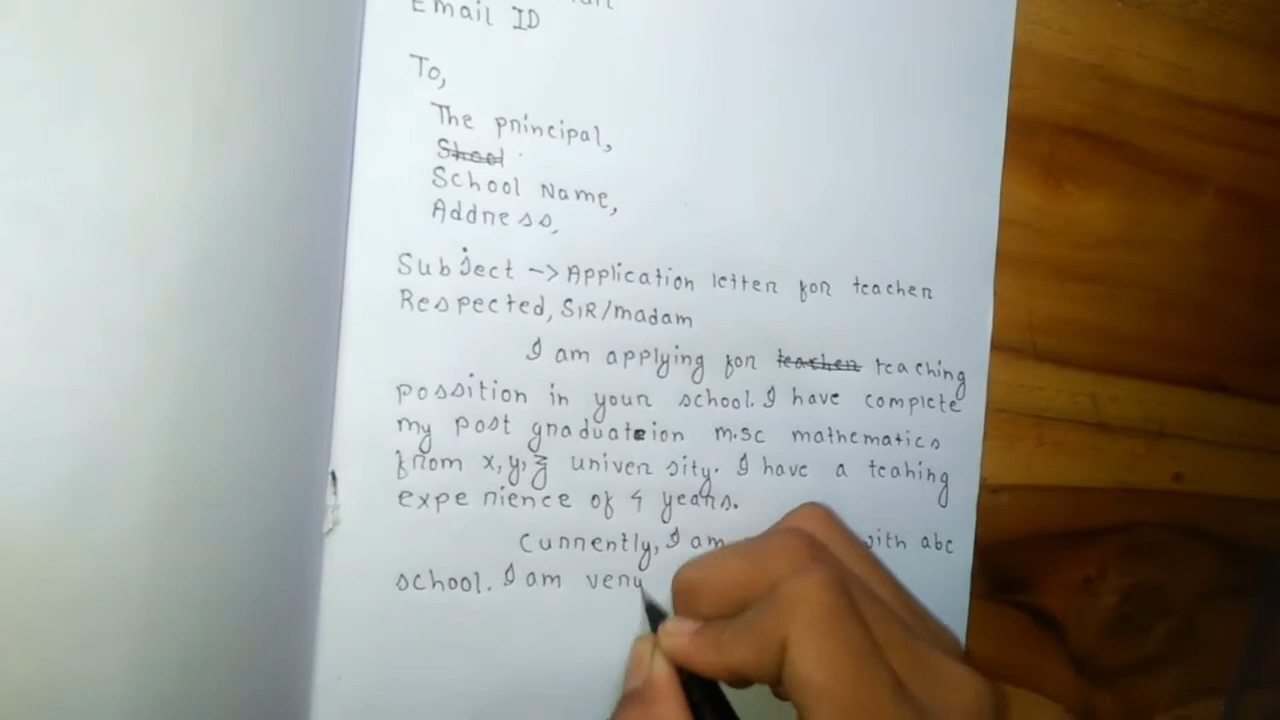 Email ID
To,
The principal,
Shool
School Name,
Address,
Subject -> Application letter for teacher
Respected, SIR/madam
I am applying for teacher teaching
possition in your school. I have complete
my post graduateion m.sc mathematics
from x,y,z university. I have a teahing
experience of 4 years.
Currently, I am with abc
school. I am very